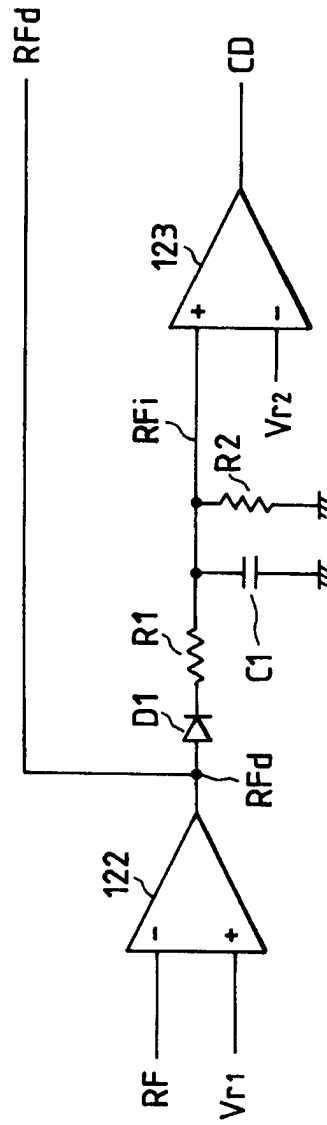 RFd
122
RF
-
Vr1
+
RFd
D1
R1
C1
R2
RFi
123
+
-
Vr2
CD